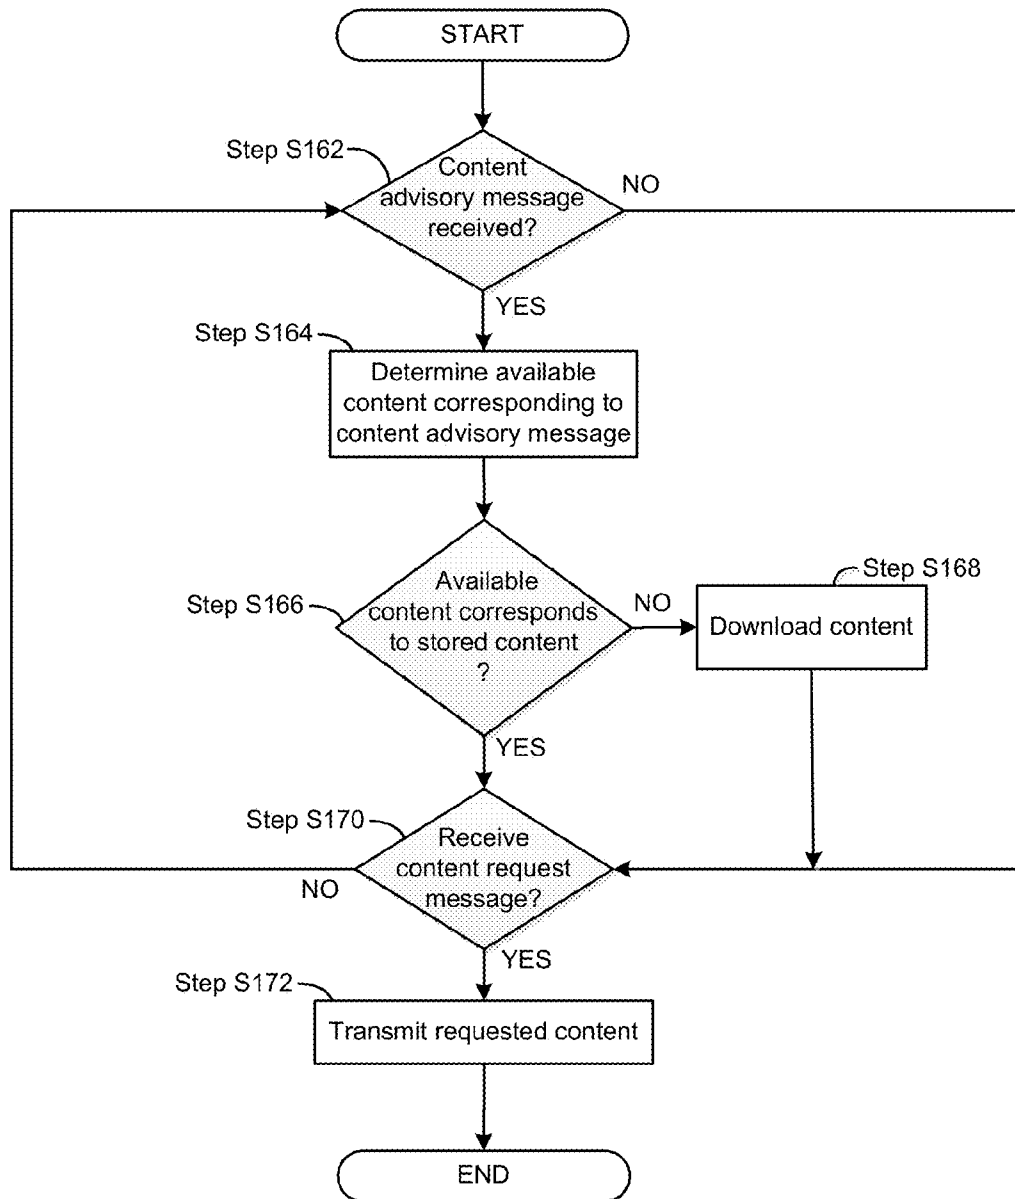 START
Step S162
Content
advisory message
received?
NO
YES
Step S164
Determine available
content corresponding to
content advisory message
Step S166
Available
content corresponds
to stored content
?
NO
Step S168
Download content
YES
Step S170
Receive
content request
message?
NO
YES
Step S172
Transmit requested content
END